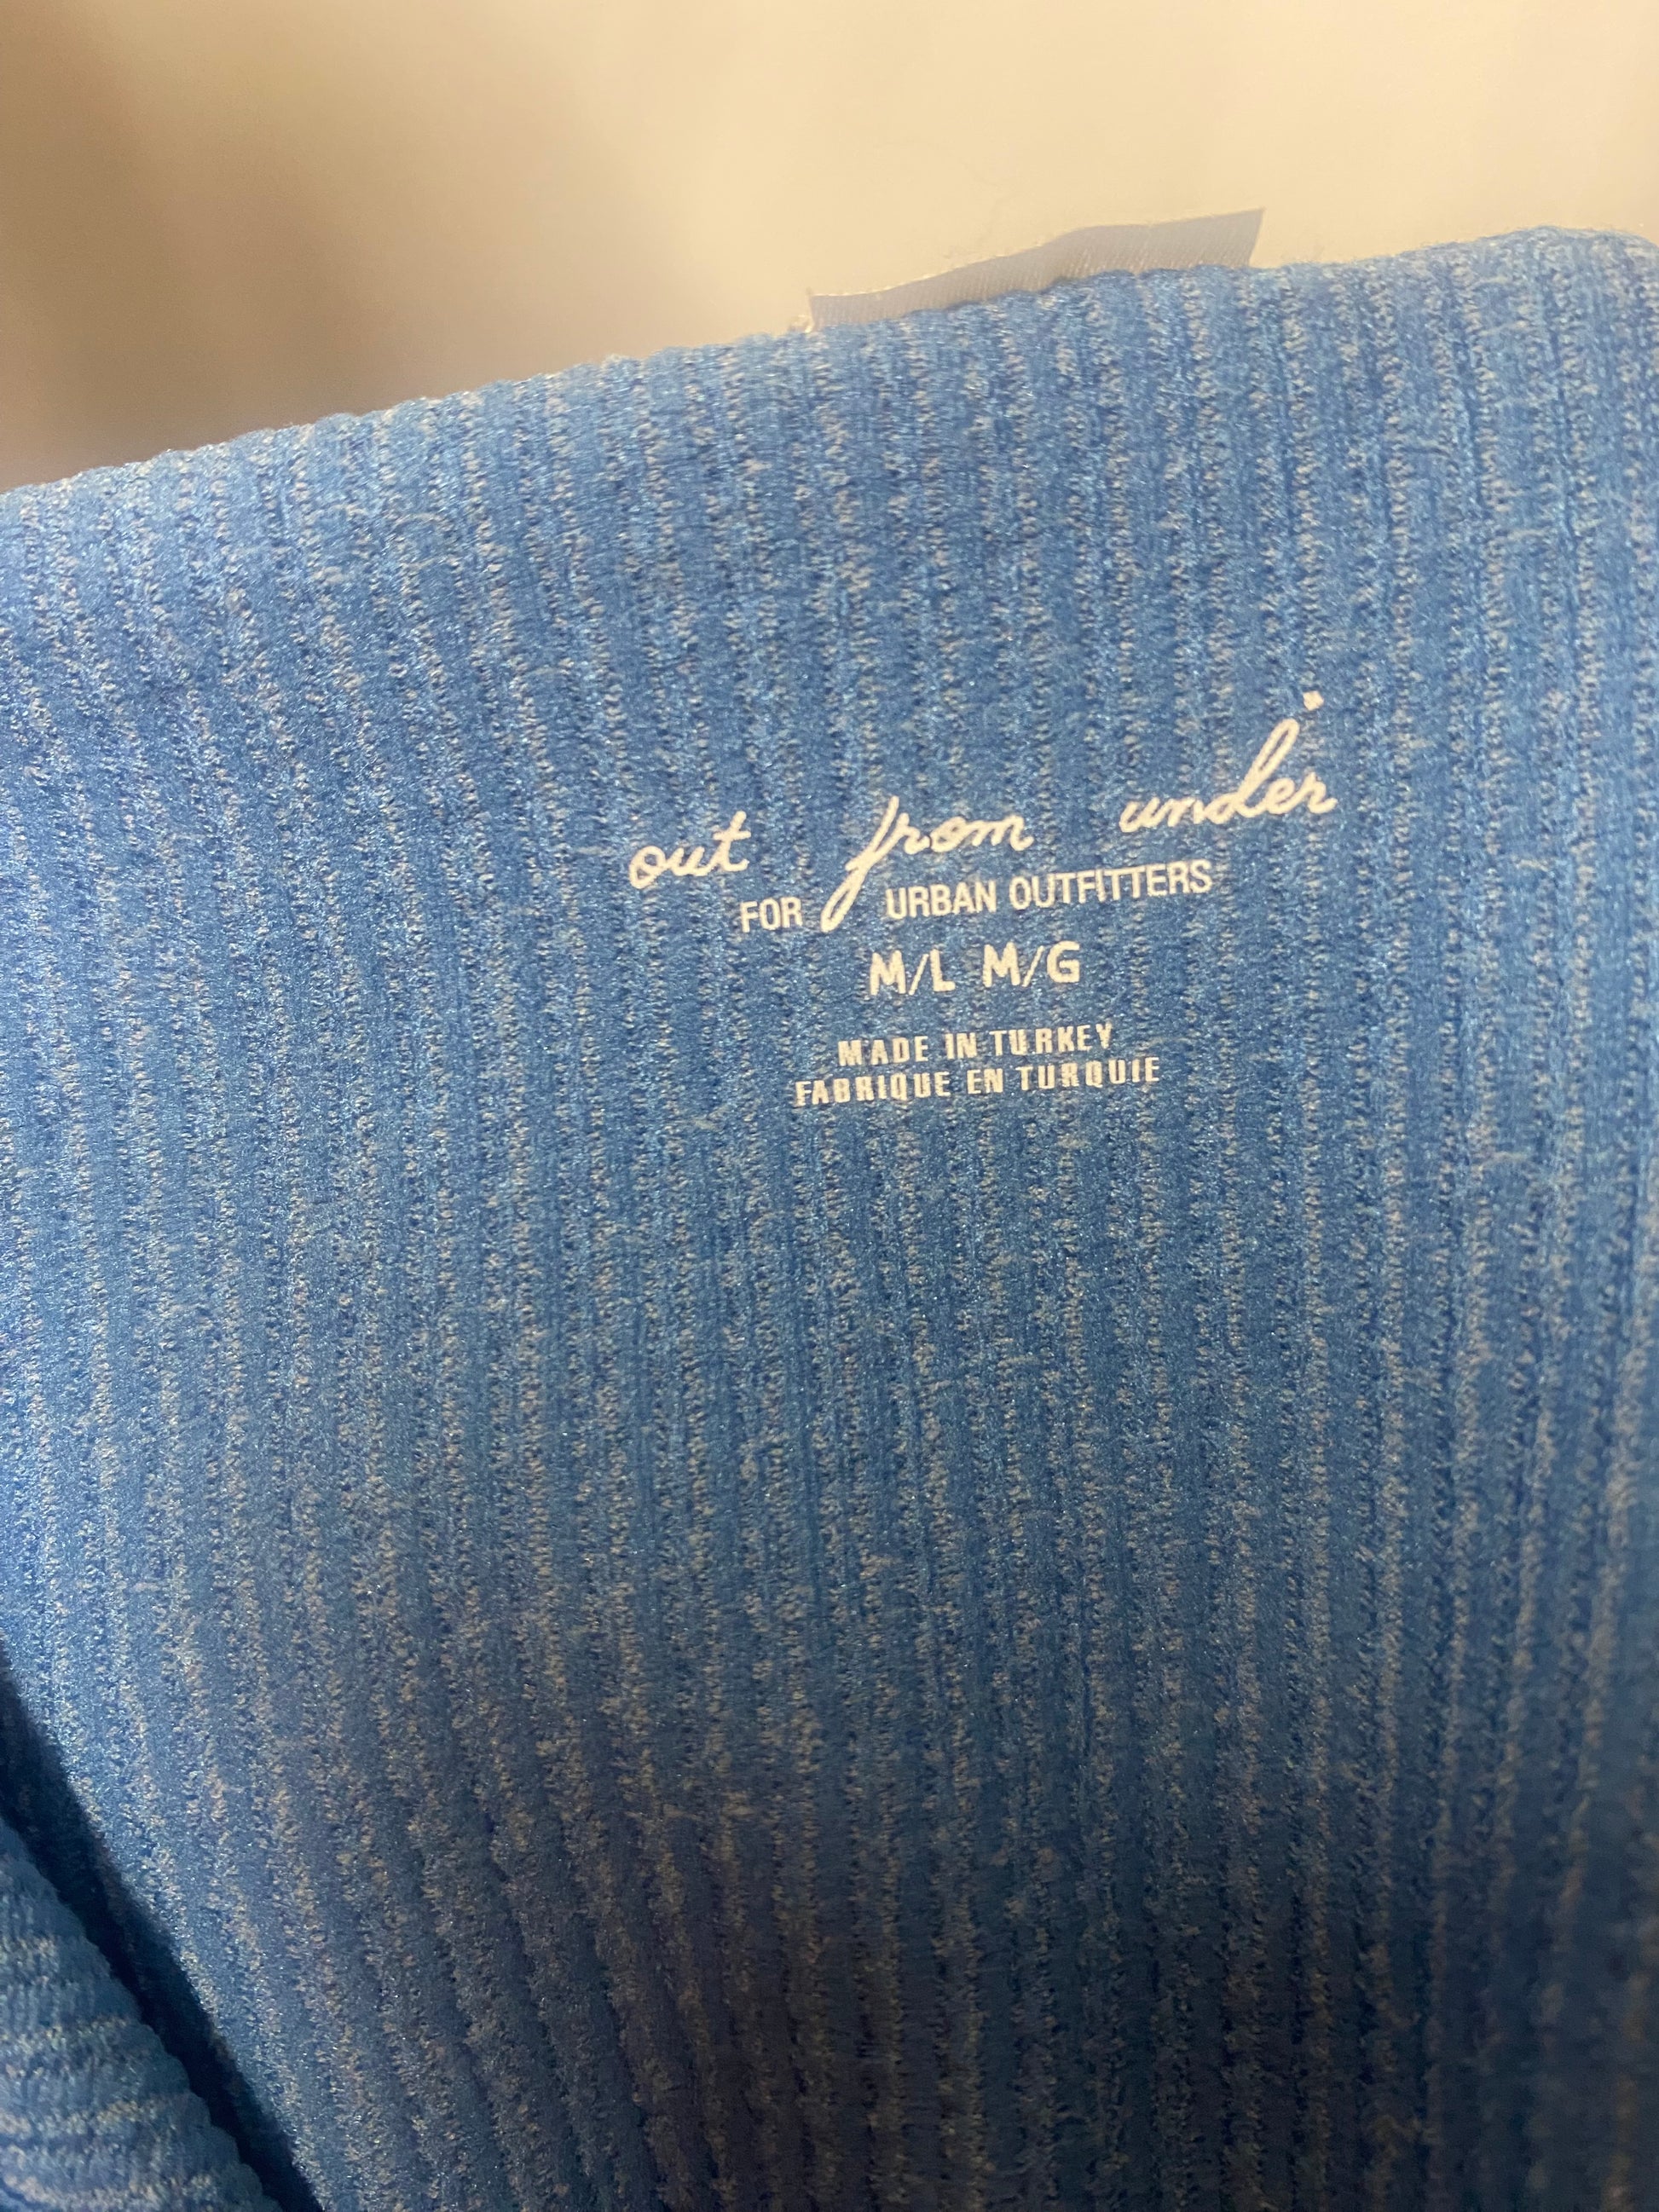 out from under
FOR URBAN OUTFITTERS
M/L M/G
MADE IN TURKEY
FABRIQUE EN TURQUIE